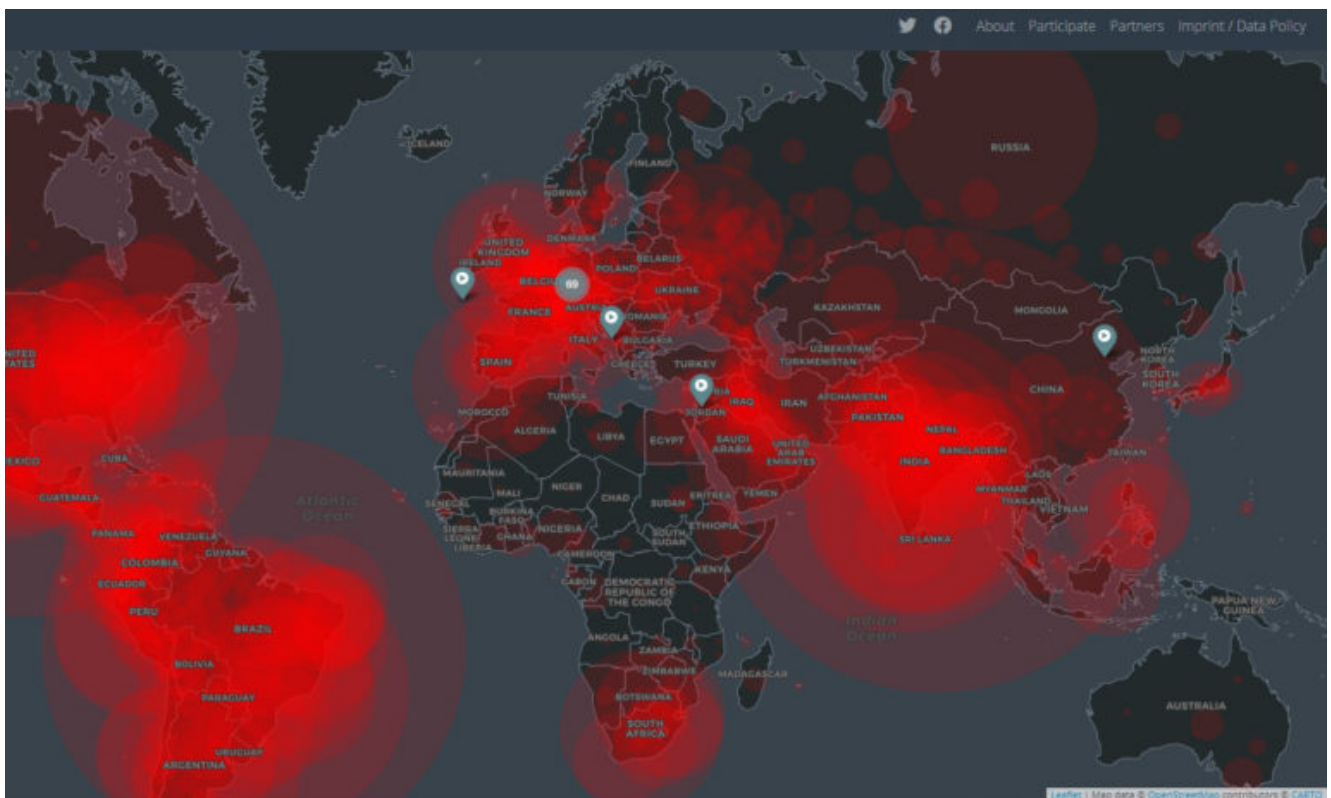 About Participate Partners Imprint / Data Policy
ICELAND
RUSSIA
FINLAND
NORWAY
UNITED
KINGDOM
DENMARK
IRELAND
BELARUS
POLAND
BELGIU
69
UKRAINE
KAZAKHSTAN
MONGOLIA
FRANCE
AUSTRIA
ROMANIA
ITALY
BULGARIA
UZBEKISTAN
NORTH
KOREA
UNITED
STATES
SPAIN
GREECE
TURKEY
TURKMENISTAN
SOUTH
KOREA
CHINA
TUNISIA
RIA
IRAQ
IRAN
AFGHANISTAN
MOROCCO
JORDAN
PAKISTAN
ALGERIA
LIBYA
EGYPT
SAUDI
ARABIA
UNITED
ARAB
EMIRATES
NEPAL
BANGLADESH
INDIA
TAIWAN
MEXICO
CUBA
MAURITANIA
LAOS
GUATEMALA
Atlantic
Ocean
MALI
NIGER
CHAD
SUDAN
ERITREA
YEMEN
MYANMAR
THAILAND
VIETNAM
SENEGAL
BURKINA
FASO
SIERRA
LEONE
LIBERIA
GHANA
NIGERIA
ETHIOPIA
PANAMA
VENEZUELA
GUYANA
SOUTH
SUDAN
SRI LANKA
COLOMBIA
CAMEROON
ECUADOR
GABON
DEMOCRATIC
REPUBLIC OF
THE CONGO
KENYA
PERU
BRAZIL
PAPUA NEW
GUINEA
Indian
Ocean
ANGOLA
ZAMBIA
BOLIVIA
ZIMBABWE
MADAGASCAR
PARAGUAY
BOTSWANA
AUSTRALIA
SOUTH
AFRICA
URUGUAY
ARGENTINA
Leaflet | Map data © OpenStreetMap contributors © CARTO